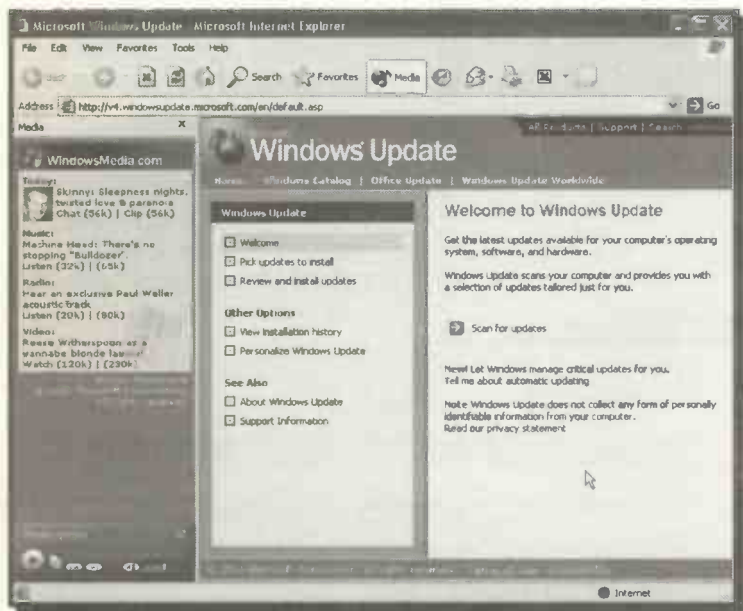 Microsoft Windows Update Microsoft Internet Explorer
File Edit View Favorites Tools Help
Back Search Favorites Media
Address http://v4.windowsupdate.microsoft.com/en/default.asp Go
Media x
WindowsMedia.com
Today:
Skinny: Sleepness nights,
twisted love & paranoia
Chat (56k) | Clip (56k)
Music:
Machine Head: There's no
stopping "Bulldozer".
Listen (32k) | (65k)
Radio:
Hear an exclusive Paul Weller
acoustic track
Listen (20k) | (80k)
Video:
Reese Witherspoon as a
wannabe blonde
Watch (120k) | (230k)
All Products | Support | Search
Windows Update
Home Windows Catalog | Office Update | Windows Update Worldwide
Windows Update
Welcome
Pick updates to install
Review and install updates
Other Options
View installation history
Personalize Windows Update
See Also
About Windows Update
Support Information
Welcome to Windows Update
Get the latest updates available for your computer's operating
system, software, and hardware.
Windows Update scans your computer and provides you with
a selection of updates tailored just for you.
Scan for updates
New! Let Windows manage critical updates for you.
Tell me about automatic updating
Note Windows Update does not collect any form of personally
identifiable information from your computer.
Read our privacy statement
Internet